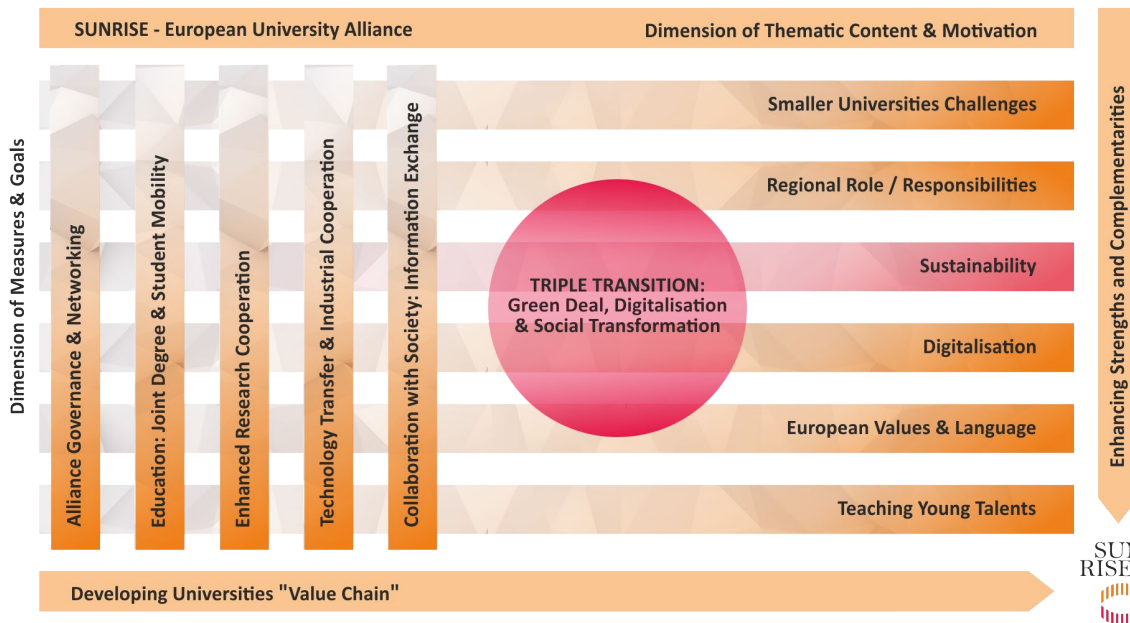 SUNRISE - European University Alliance
Dimension of Thematic Content & Motivation
Dimension of Measures & Goals
Alliance Governance & Networking
Education: Joint Degree & Student Mobility
Enhanced Research Cooperation
Technology Transfer & Industrial Cooperation
Collaboration with Society: Information Exchange
Smaller Universities Challenges
Regional Role / Responsibilities
Sustainability
Digitalisation
European Values & Language
Teaching Young Talents
TRIPLE TRANSITION:
Green Deal, Digitalisation
& Social Transformation
Enhancing Strengths and Complementarities
Developing Universities "Value Chain"
SUN
RISE